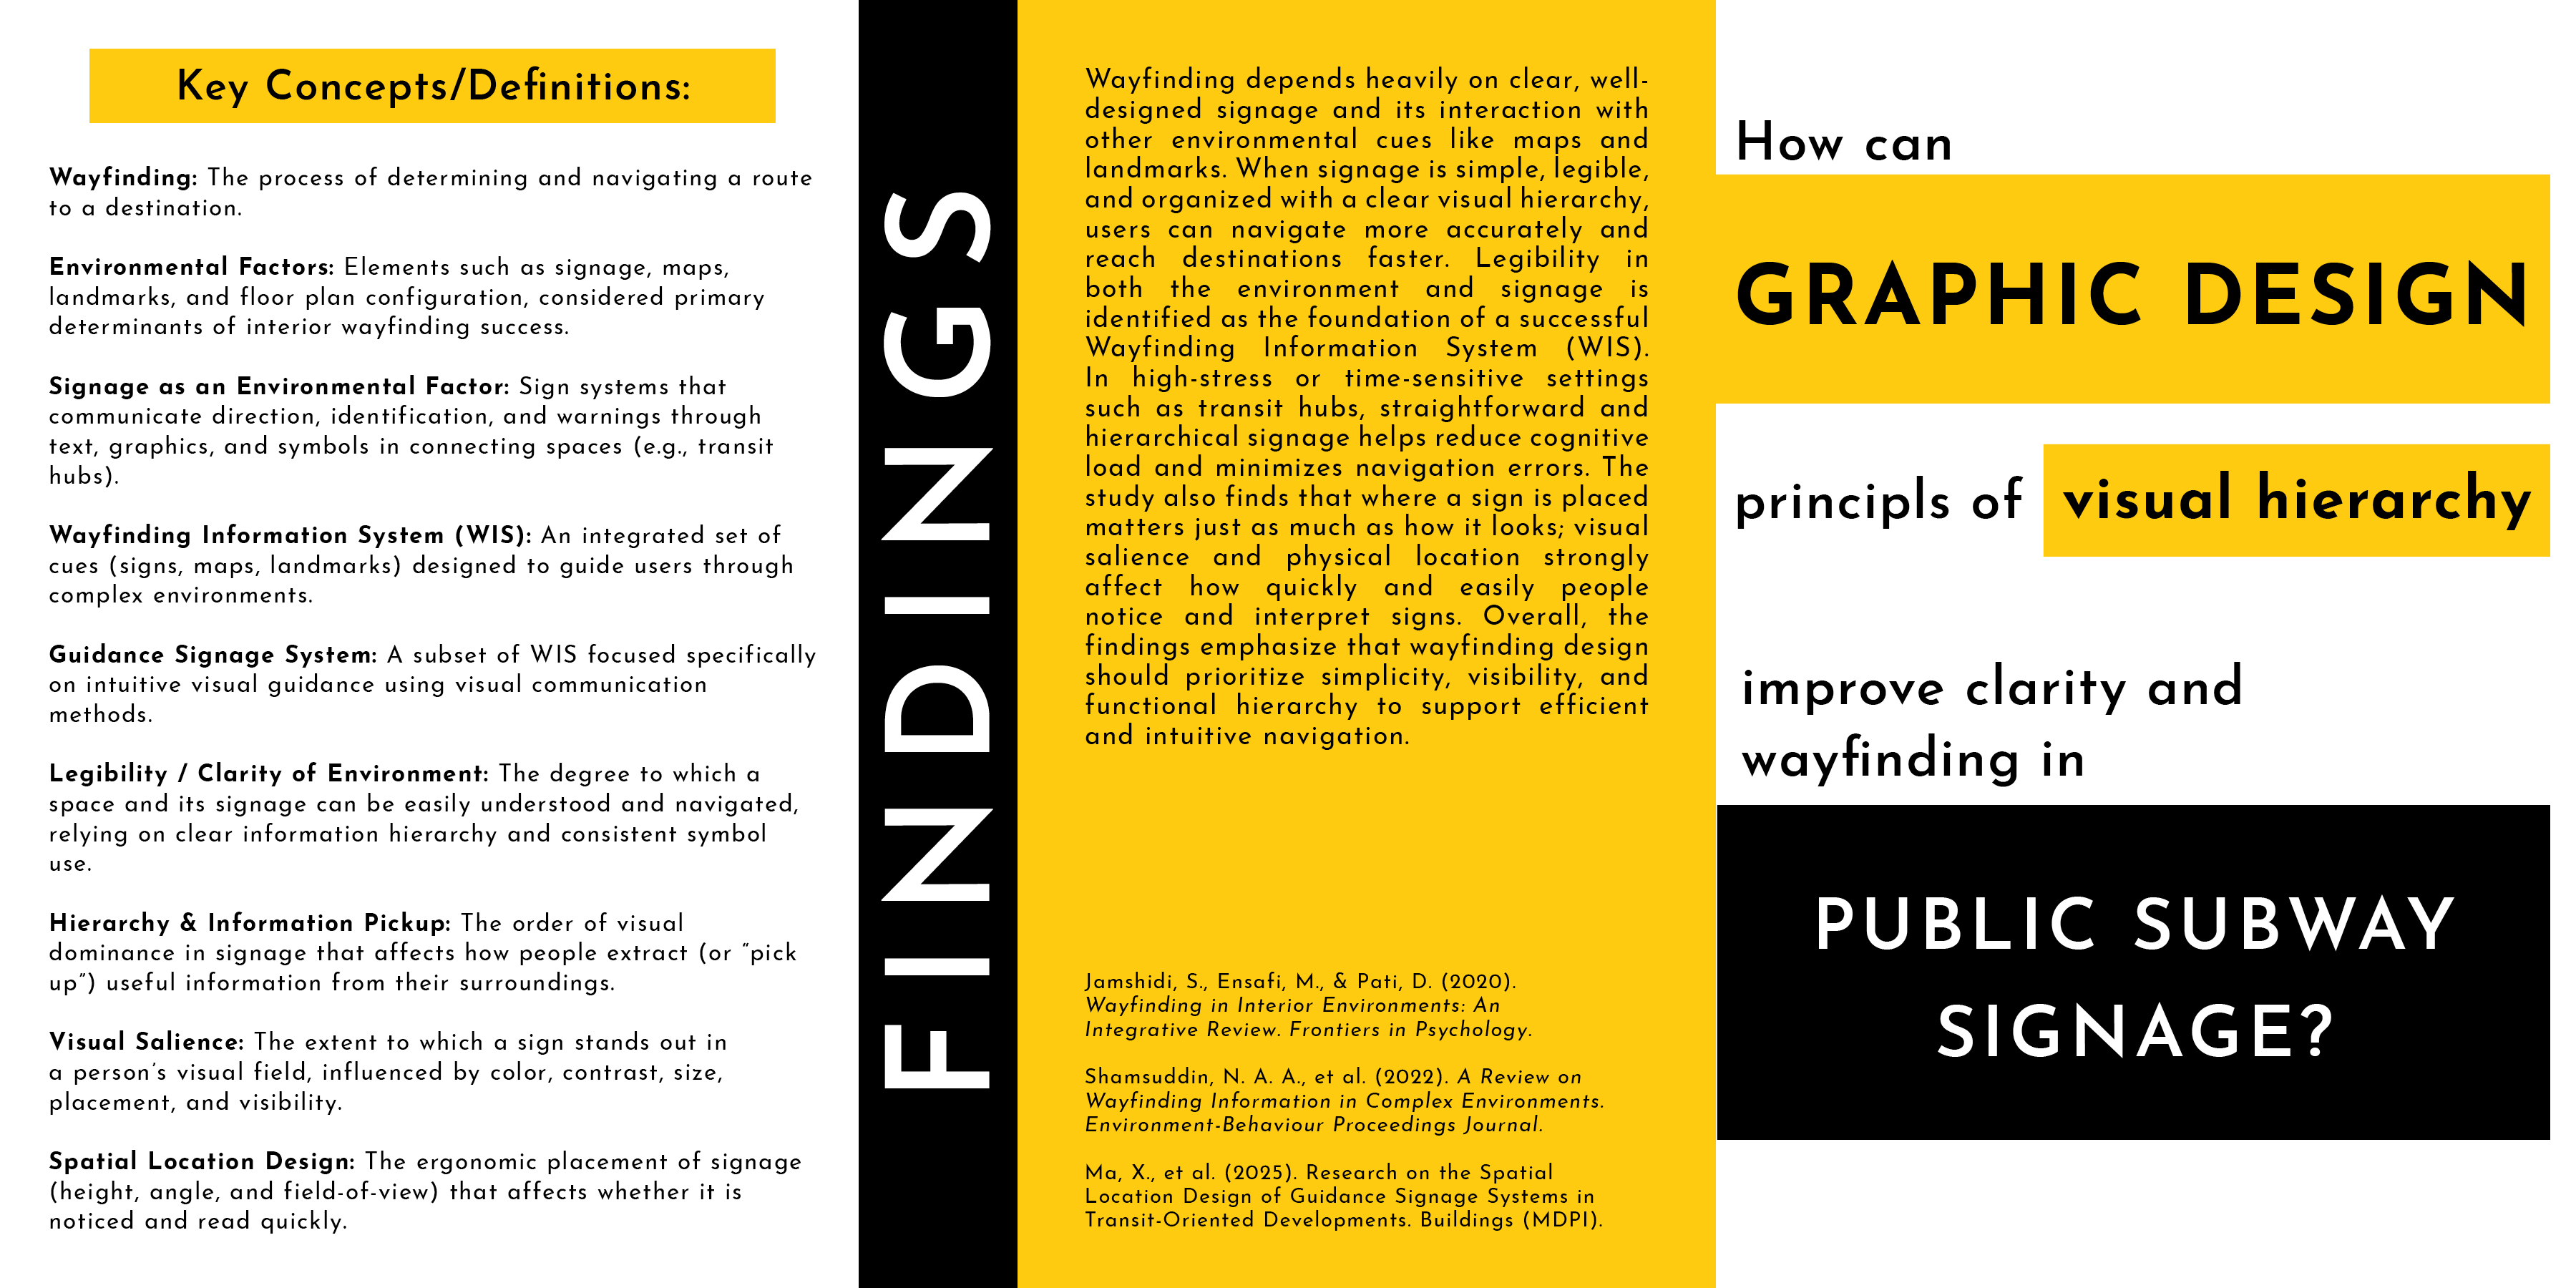 Key Concepts/Definitions:
Wayfinding: The process of determining and navigating a route
to a destination.
Environmental Factors: Elements such as signage, maps,
landmarks, and floor plan configuration, considered primary
determinants of interior wayfinding success.
Signage as an Environmental Factor: Sign systems that
communicate direction, identification, and warnings through
text, graphics, and symbols in connecting spaces (e.g., transit
hubs).
Wayfinding Information System (WIS): An integrated set of
cues (signs, maps, landmarks) designed to guide users through
complex environments.
Guidance Signage System: A subset of WIS focused specifically
on intuitive visual guidance using visual communication
methods.
Legibility / Clarity of Environment: The degree to which a
space and its signage can be easily understood and navigated,
relying on clear information hierarchy and consistent symbol
use.
Hierarchy & Information Pickup: The order of visual
dominance in signage that affects how people extract (or “pick
up”) useful information from their surroundings.
Visual Salience: The extent to which a sign stands out in
a person’s visual field, influenced by color, contrast, size,
placement, and visibility.
Spatial Location Design: The ergonomic placement of signage
(height, angle, and field-of-view) that affects whether it is
noticed and read quickly.
FINDINGS
Wayfinding depends heavily on clear, well-
designed signage and its interaction with
other environmental cues like maps and
landmarks. When signage is simple, legible,
and organized with a clear visual hierarchy,
users can navigate more accurately and
reach destinations faster. Legibility in
both the environment and signage is
identified as the foundation of a successful
Wayfinding Information System (WIS).
In high-stress or time-sensitive settings
such as transit hubs, straightforward and
hierarchical signage helps reduce cognitive
load and minimizes navigation errors. The
study also finds that where a sign is placed
matters just as much as how it looks; visual
salience and physical location strongly
affect how quickly and easily people
notice and interpret signs. Overall, the
findings emphasize that wayfinding design
should prioritize simplicity, visibility, and
functional hierarchy to support efficient
and intuitive navigation.
Jamshidi, S., Ensafi, M., & Pati, D. (2020).
Wayfinding in Interior Environments: An
Integrative Review. Frontiers in Psychology.
Shamsuddin, N. A. A., et al. (2022). A Review on
Wayfinding Information in Complex Environments.
Environment-Behaviour Proceedings Journal.
Ma, X., et al. (2025). Research on the Spatial
Location Design of Guidance Signage Systems in
Transit-Oriented Developments. Buildings (MDPI).
How can
GRAPHIC DESIGN
principls of visual hierarchy
improve clarity and
wayfinding in
PUBLIC SUBWAY
SIGNAGE?